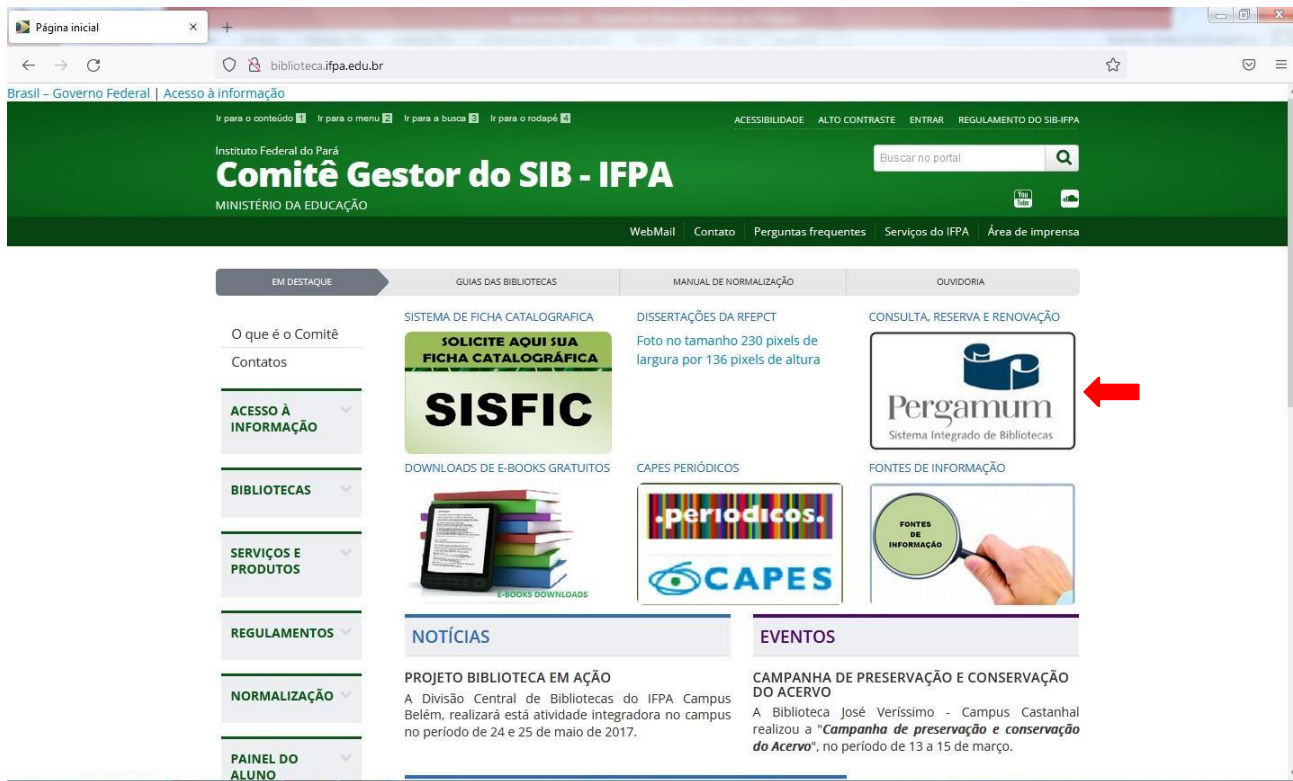 Página inicial
biblioteca.ifpa.edu.br
Brasil – Governo Federal | Acesso à informação
Ir para o conteúdo 1 Ir para o menu 2 Ir para a busca 3 Ir para o rodapé 4
ACESSIBILIDADE ALTO CONTRASTE ENTRAR REGULAMENTO DO SIB-IFPA
Instituto Federal do Pará
Comitê Gestor do SIB - IFPA
MINISTÉRIO DA EDUCAÇÃO
Buscar no portal
You Tube
WebMail Contato Perguntas frequentes Serviços do IFPA Área de imprensa
EM DESTAQUE GUIAS DAS BIBLIOTECAS MANUAL DE NORMALIZAÇÃO OUVIDORIA
O que é o Comitê
Contatos
ACESSO À
INFORMAÇÃO
BIBLIOTECAS
SERVIÇOS E
PRODUTOS
REGULAMENTOS
NORMALIZAÇÃO
PAINEL DO
ALUNO
SISTEMA DE FICHA CATALOGRAFICA
SOLICITE AQUI SUA
FICHA CATALOGRÁFICA
SISFIC
DISSERTAÇÕES DA RFEPCT
Foto no tamanho 230 pixels de
largura por 136 pixels de altura
CONSULTA, RESERVA E RENOVAÇÃO
Pergamum
Sistema Integrado de Bibliotecas
DOWNLOADS DE E-BOOKS GRATUITOS
E-BOOKS DOWNLOADS
CAPES PERIÓDICOS
.periodicos.
CAPES
FONTES DE INFORMAÇÃO
FONTES
DE
INFORMAÇÃO
NOTÍCIAS
PROJETO BIBLIOTECA EM AÇÃO
A Divisão Central de Bibliotecas do IFPA Campus
Belém, realizará está atividade integradora no campus
no período de 24 e 25 de maio de 2017.
EVENTOS
CAMPANHA DE PRESERVAÇÃO E CONSERVAÇÃO
DO ACERVO
A Biblioteca José Veríssimo - Campus Castanhal
realizou a "Campanha de preservação e conservação
do Acervo", no período de 13 a 15 de março.